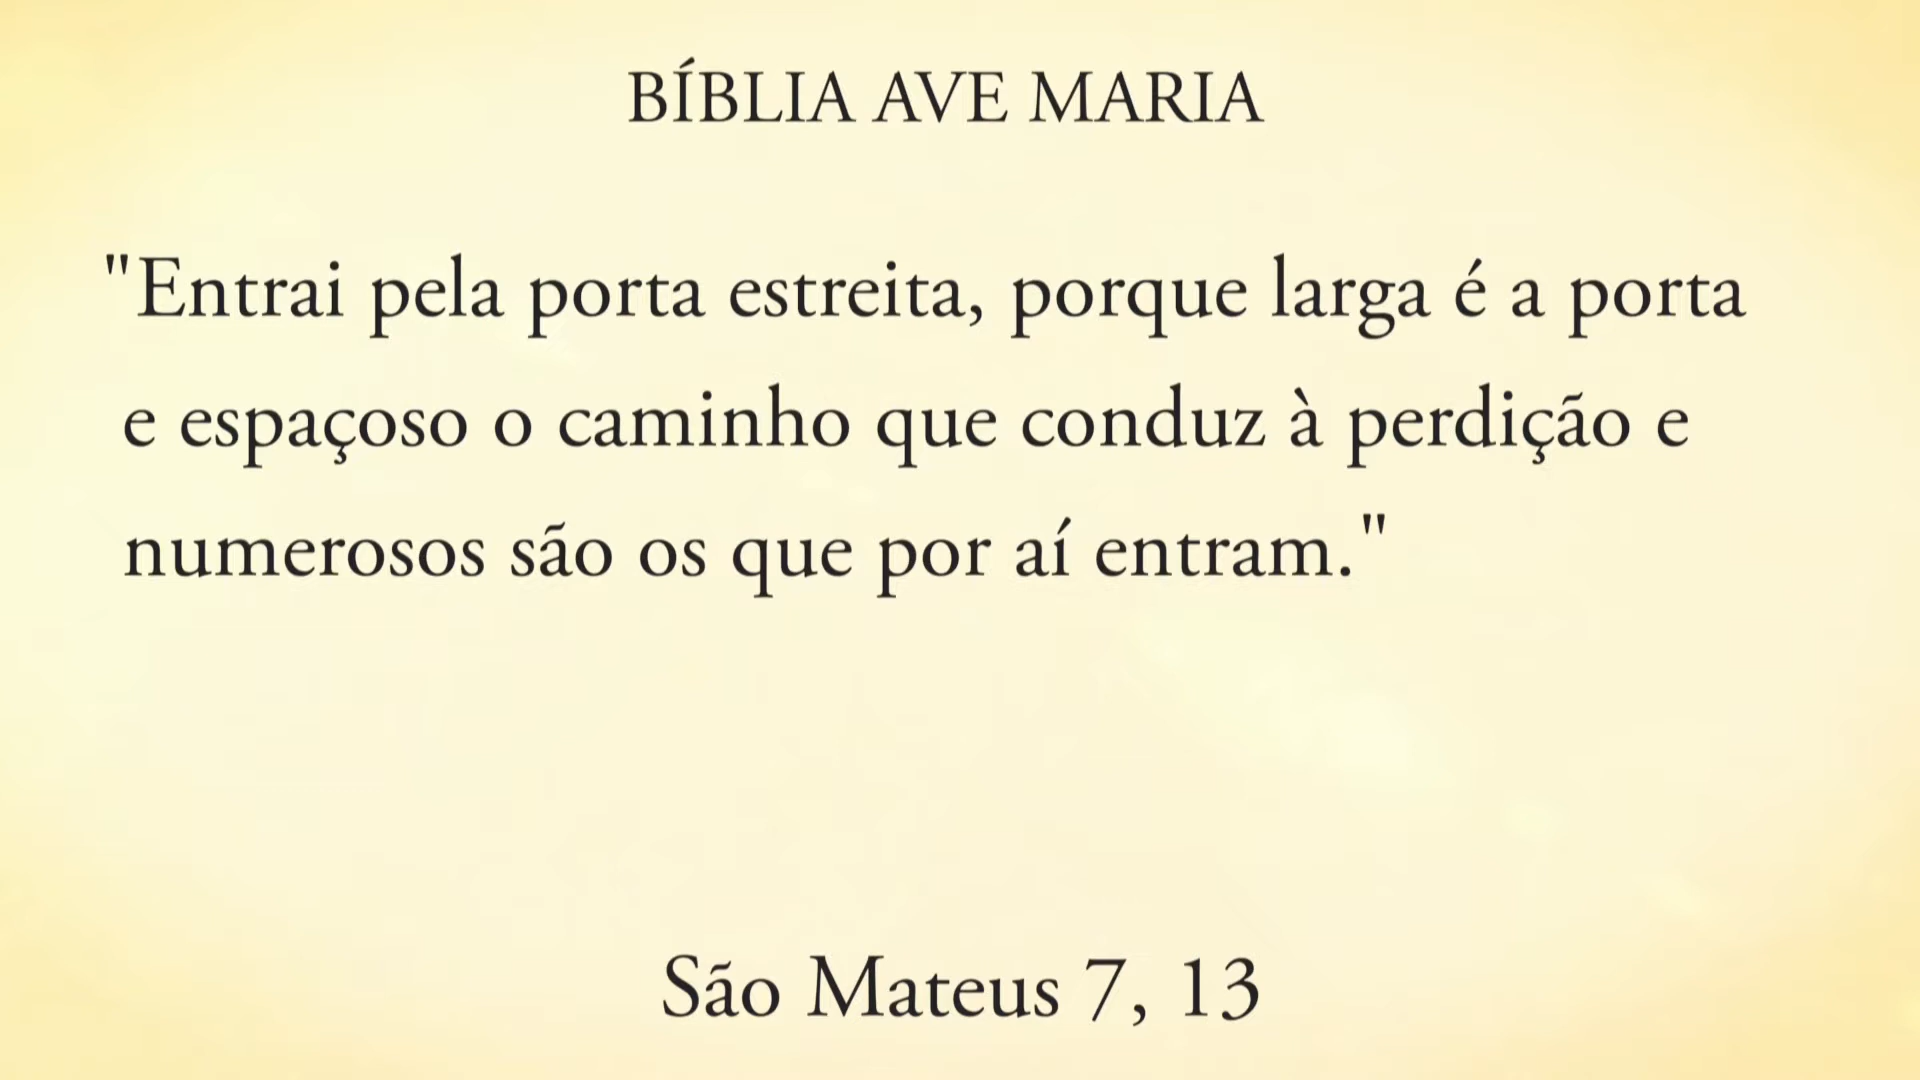 BÍBLIA AVE MARIA
"Entrai pela porta estreita, porque larga é a porta
e espaçoso o caminho que conduz à perdição e
numerosos são os que por aí entram."
São Mateus 7, 13